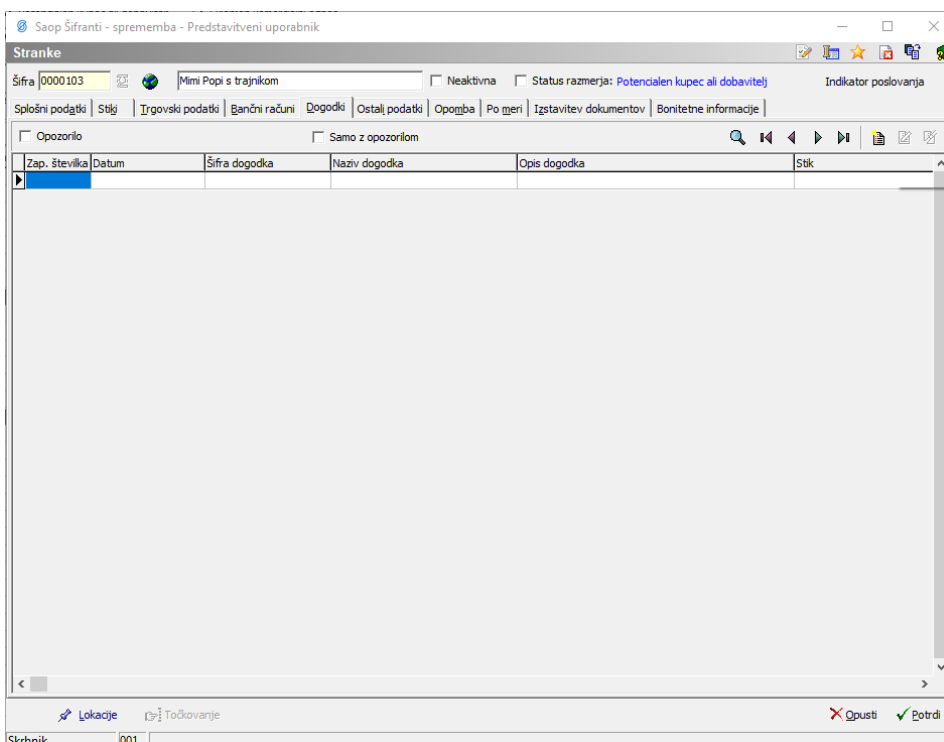 Saop Šifranti - sprememba - Predstavitveni uporabnik
Stranke
Šifra 0000103 Mimi Popi s trajnikom Neaktivna Status razmerja: Potencialen kupec ali dobavitelj Indikator poslovanja
Splošni podatki Stiki Trgovski podatki Bančni računi Dogodki Ostali podatki Opomba Po meri Izstavitev dokumentov Bonitetne informacije
Opozorilo Samo z opozorilom
Zap. številka Datum Šifra dogodka Naziv dogodka Opis dogodka Stik
Lokacije Točkovanje Opusti Potrdi
Skrbnik 001